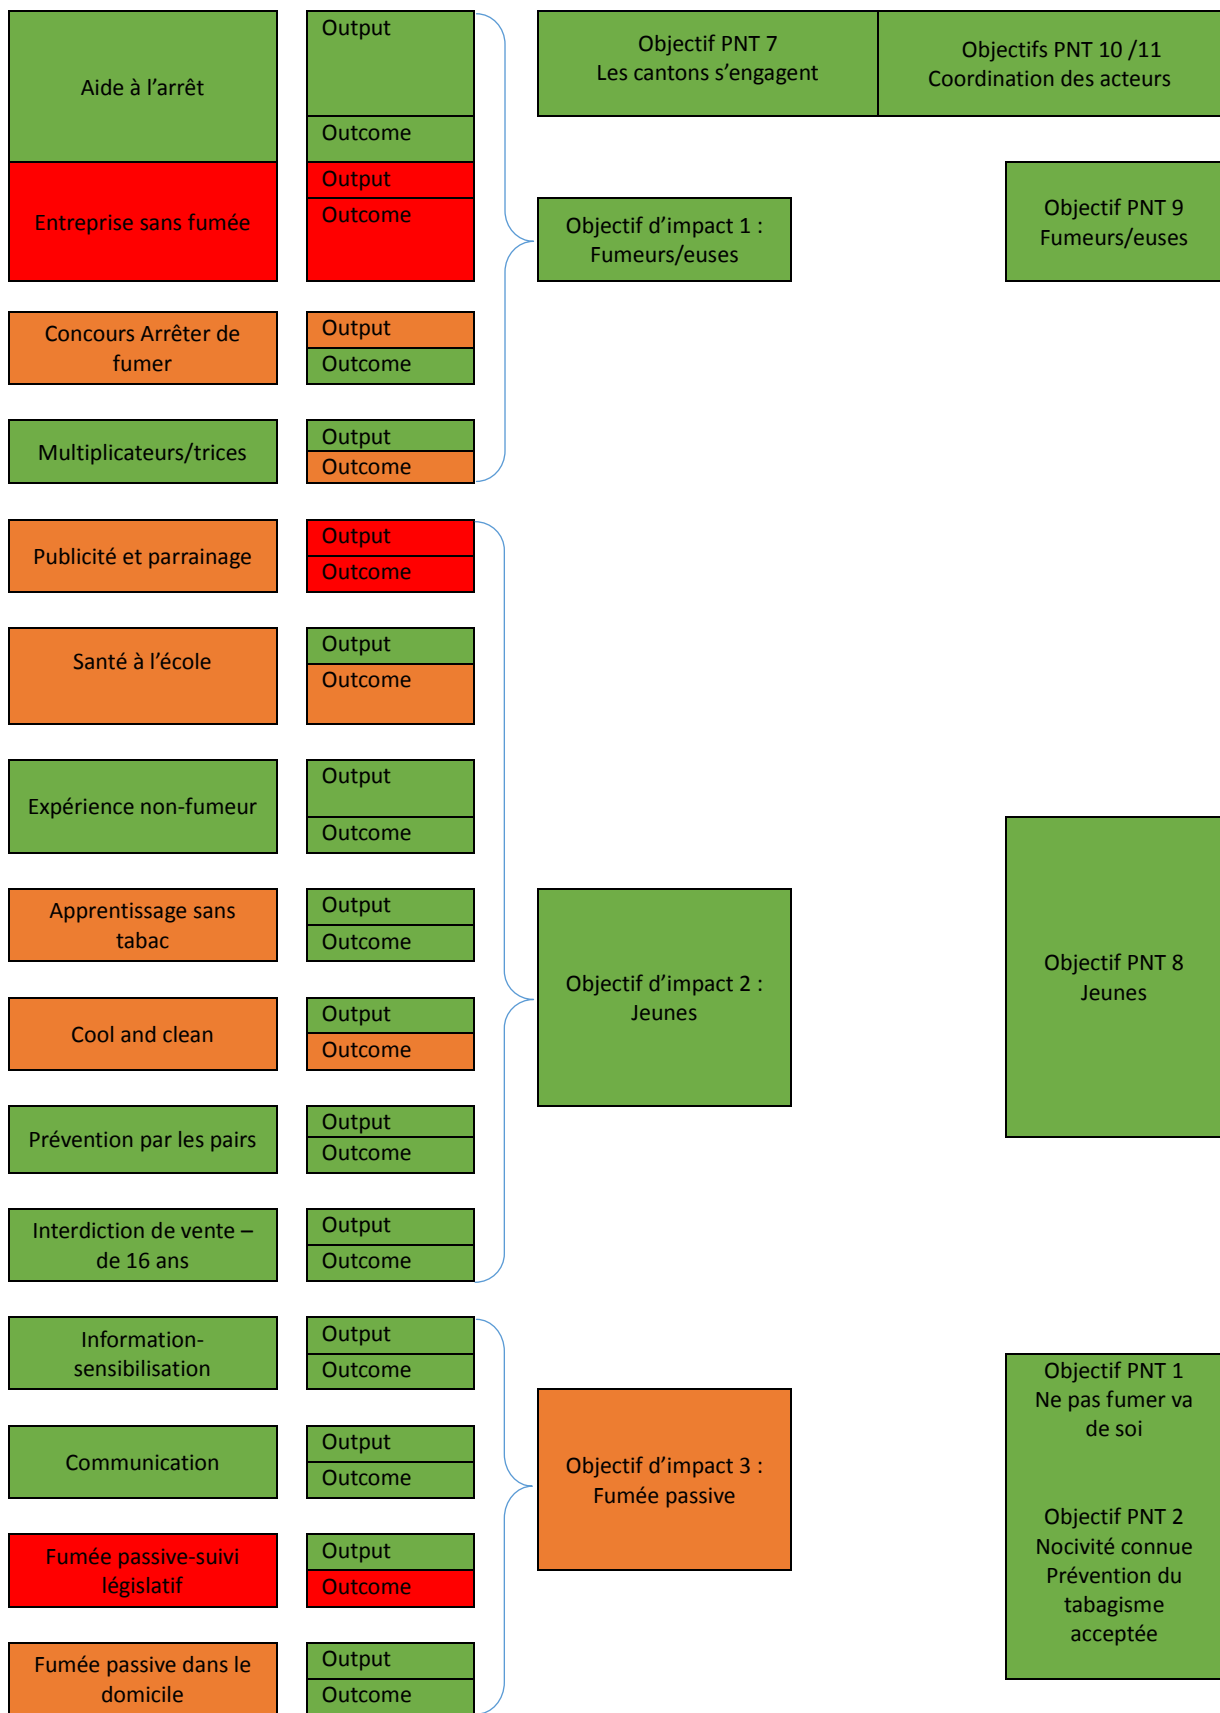 Aide à l'arrêt
Output
Outcome
Objectif PNT 7
Les cantons s'engagent
Objectifs PNT 10 /11
Coordination des acteurs
Entreprise sans fumée
Output
Outcome
Objectif d'impact 1 :
Fumeurs/euses
Objectif PNT 9
Fumeurs/euses
Concours Arrêter de
fumer
Output
Outcome
Multiplicateurs/trices
Output
Outcome
Publicité et parrainage
Output
Outcome
Santé à l'école
Output
Outcome
Expérience non-fumeur
Output
Outcome
Apprentissage sans
tabac
Output
Outcome
Objectif d'impact 2 :
Jeunes
Objectif PNT 8
Jeunes
Cool and clean
Output
Outcome
Prévention par les pairs
Output
Outcome
Interdiction de vente –
de 16 ans
Output
Outcome
Information-
sensibilisation
Output
Outcome
Communication
Output
Outcome
Objectif d'impact 3 :
Fumée passive
Objectif PNT 1
Ne pas fumer va
de soi
Objectif PNT 2
Nocivité connue
Prévention du
tabagisme
acceptée
Fumée passive-suivi
législatif
Output
Outcome
Fumée passive dans le
domicile
Output
Outcome